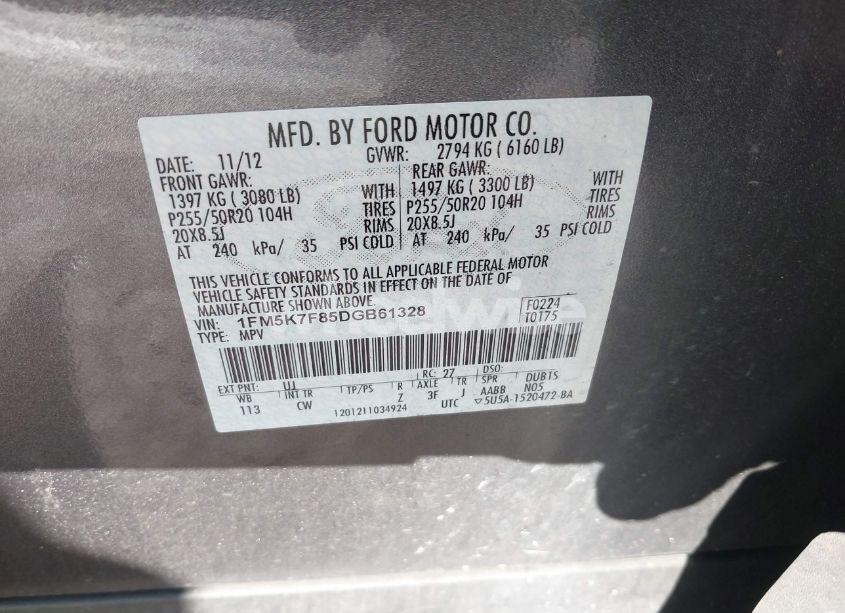 MFD. BY FORD MOTOR CO.
DATE: 11/12 GVWR: 2794 KG ( 6160 LB)
FRONT GAWR: REAR GAWR:
1397 KG ( 3080 LB) WITH 1497 KG ( 3300 LB) WITH
P255/50R20 104H TIRES P255/50R20 104H TIRES
20X8.5J RIMS 20X8.5J RIMS
AT 240 kPa/ 35 PSI COLD AT 240 kPa/ 35 PSI COLD
THIS VEHICLE CONFORMS TO ALL APPLICABLE FEDERAL MOTOR
VEHICLE SAFETY STANDARDS IN EFFECT ON THE DATE OF
MANUFACTURE SHOWN ABOVE.
VIN: 1FM5K7F85DGB61328 F0224
TYPE: MPV T0175
EXT PNT: UJ RC: 27 DSO:
WB INT TR TP/PS R AXLE TR SPR DUBTS
113 CW Z 3F J AABB N05
1201211034924 UTC ▽5U5A-1520472-BA
wheelwire